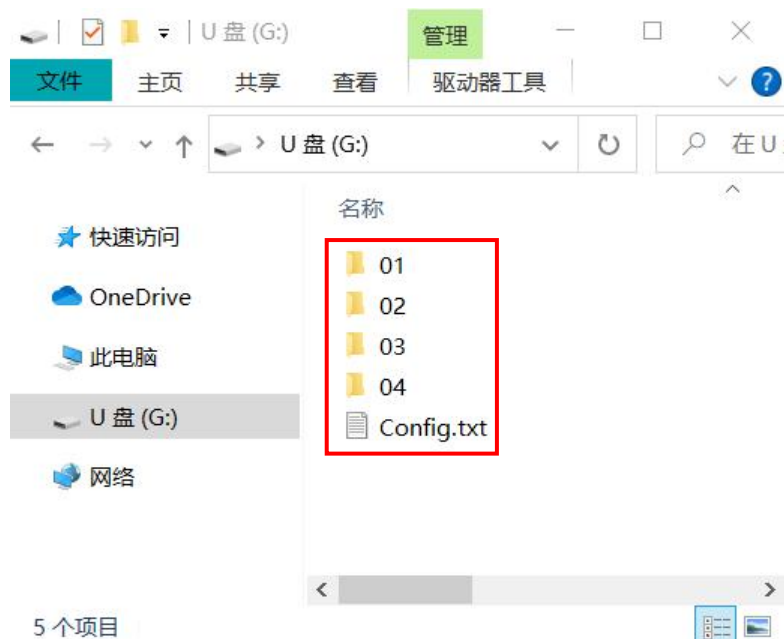 U 盘 (G:)
管理
文件
主页
共享
查看
驱动器工具
?
U 盘 (G:)
在 U
名称
快速访问
OneDrive
此电脑
U 盘 (G:)
网络
01
02
03
04
Config.txt
5 个项目